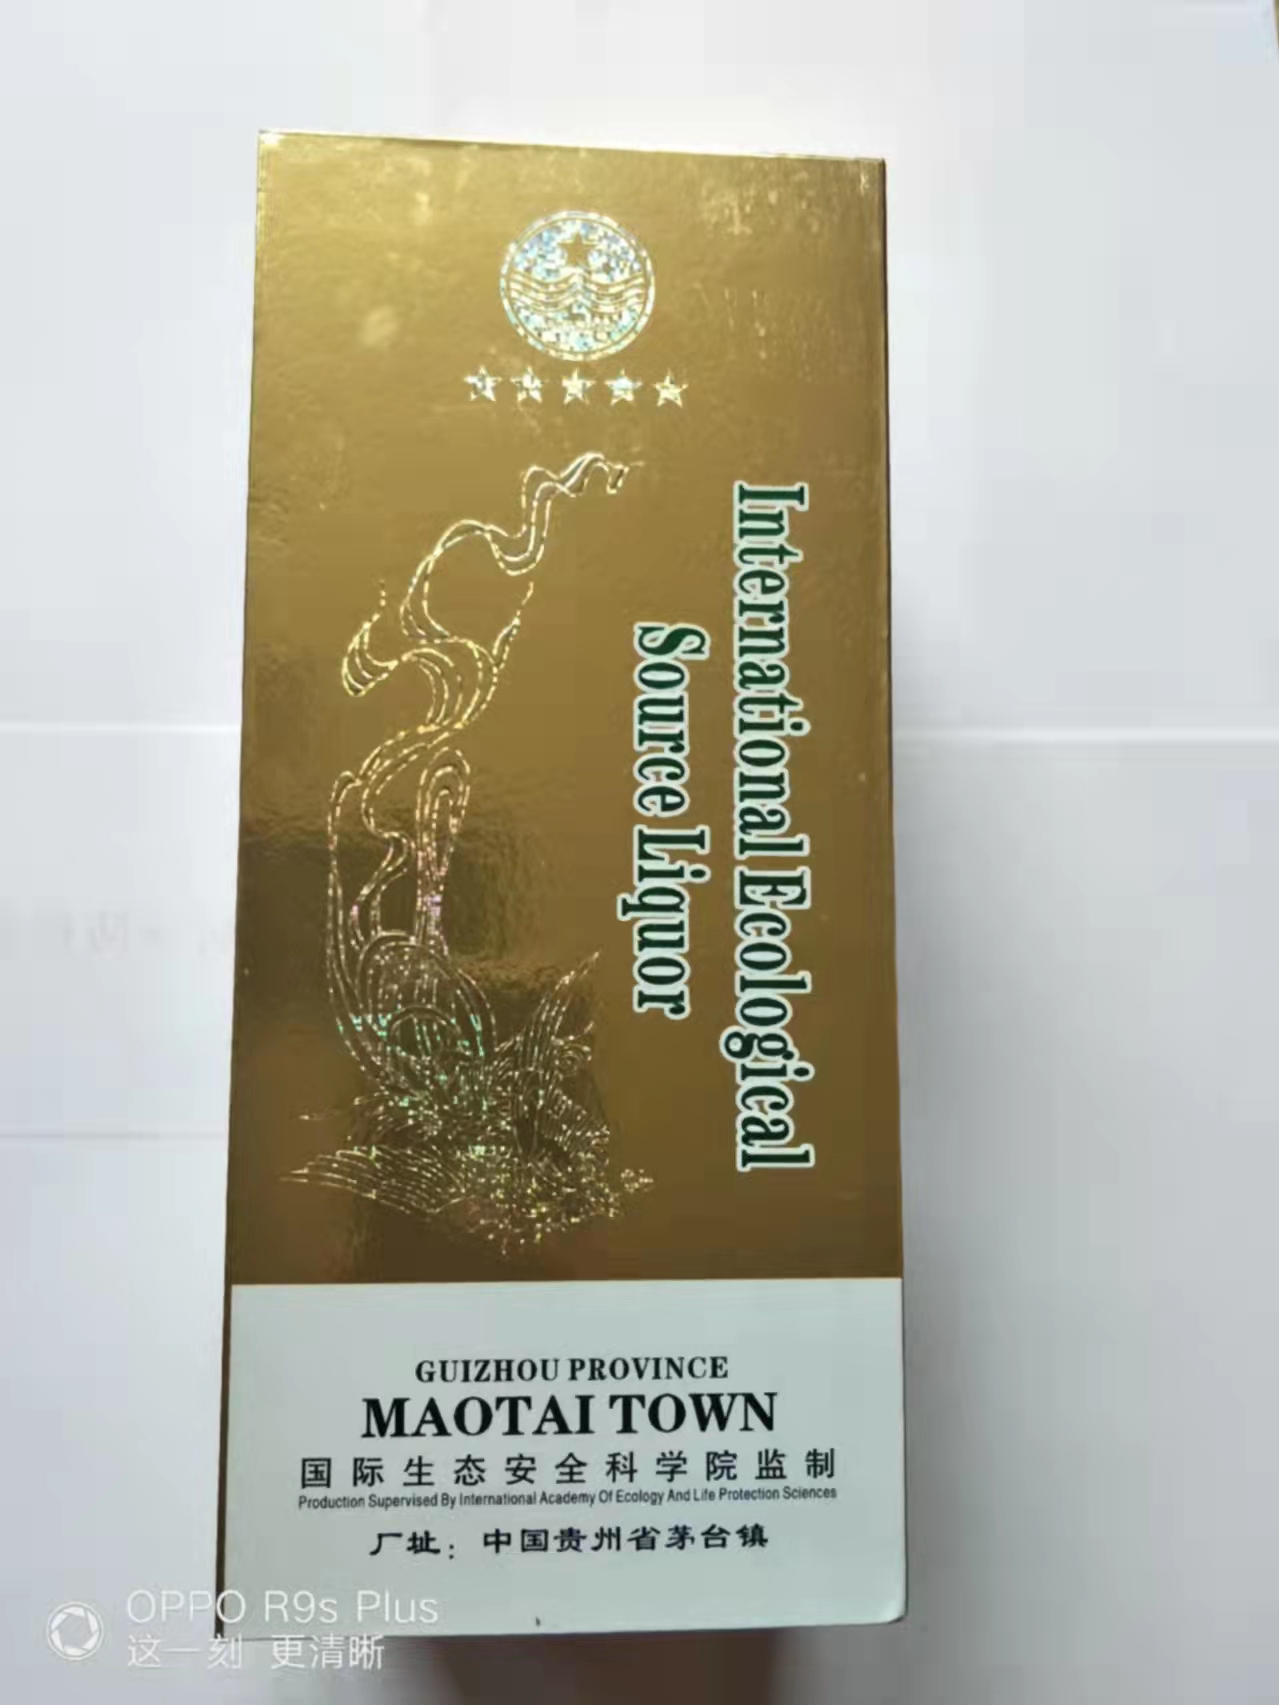 International Ecological
Source Liquor
GUIZHOU PROVINCE
MAOTAI TOWN
国际生态安全科学院监制
Production Supervised By International Academy Of Ecology And Life Protection Sciences
厂址：中国贵州省茅台镇
OPPO R9s Plus
这一刻 更清晰